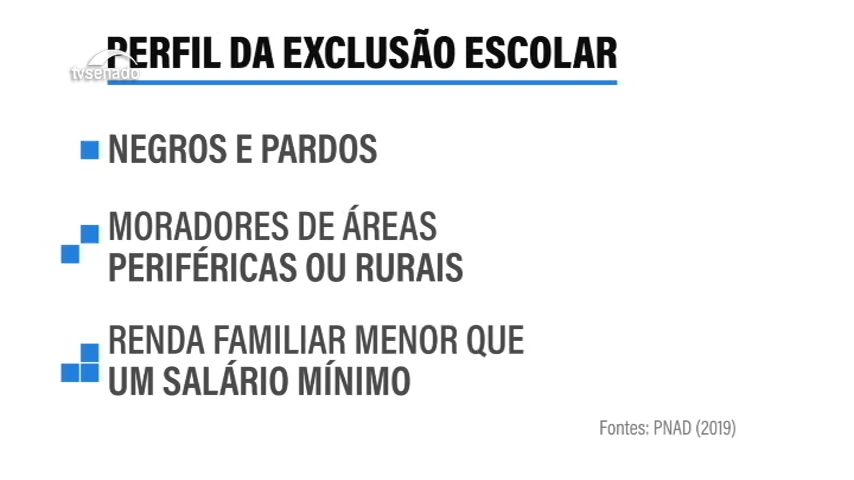 PERFIL DA EXCLUSÃO ESCOLAR
tvsenado
NEGROS E PARDOS
MORADORES DE ÁREAS
PERIFÉRICAS OU RURAIS
RENDA FAMILIAR MENOR QUE
UM SALÁRIO MÍNIMO
Fontes: PNAD (2019)